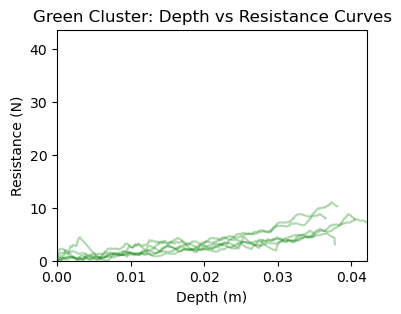 Green Cluster: Depth vs Resistance Curves
40
30
20
10
0
Resistance (N)
0.00 0.01 0.02 0.03 0.04
Depth (m)